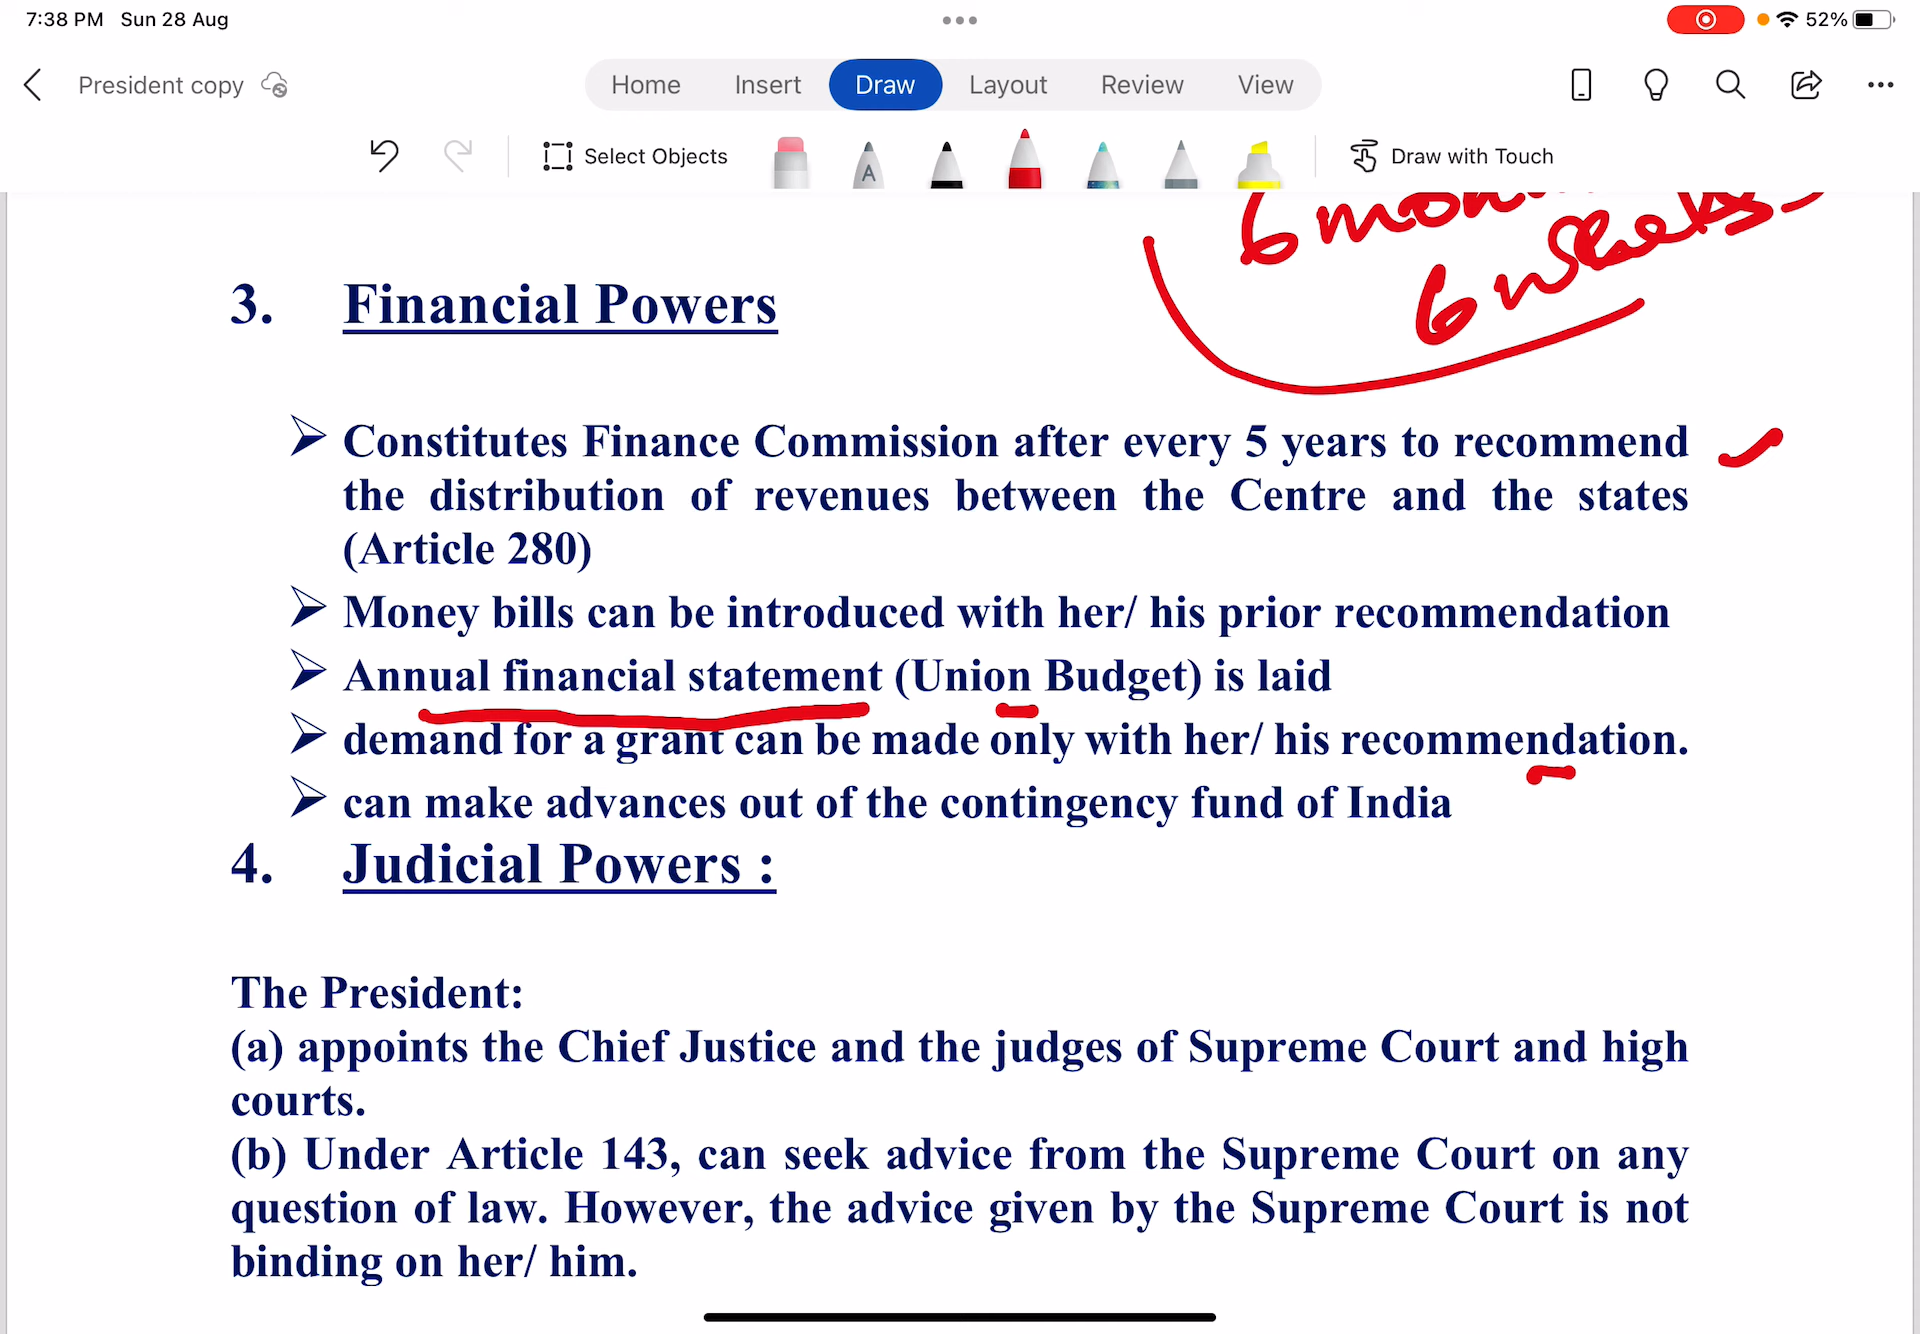 7:38 PM Sun 28 Aug
52%
President copy
Home Insert Draw Layout Review View
Select Objects
A
Draw with Touch
6
6 weeks
3. Financial Powers
Constitutes Finance Commission after every 5 years to recommend
the distribution of revenues between the Centre and the states
(Article 280)
Money bills can be introduced with her/ his prior recommendation
Annual financial statement (Union Budget) is laid
demand for a grant can be made only with her/ his recommendation.
can make advances out of the contingency fund of India
4. Judicial Powers :
The President:
(a) appoints the Chief Justice and the judges of Supreme Court and high
courts.
(b) Under Article 143, can seek advice from the Supreme Court on any
question of law. However, the advice given by the Supreme Court is not
binding on her/ him.